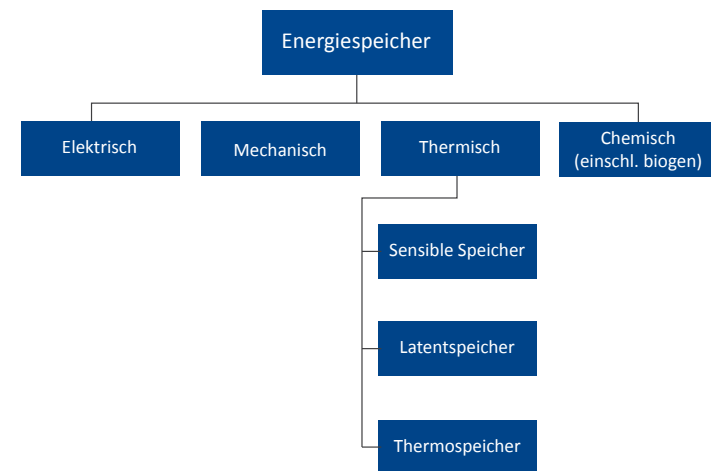 Energiespeicher
Elektrisch
Mechanisch
Thermisch
Chemisch
(einschl. biogen)
Sensible Speicher
Latentspeicher
Thermospeicher